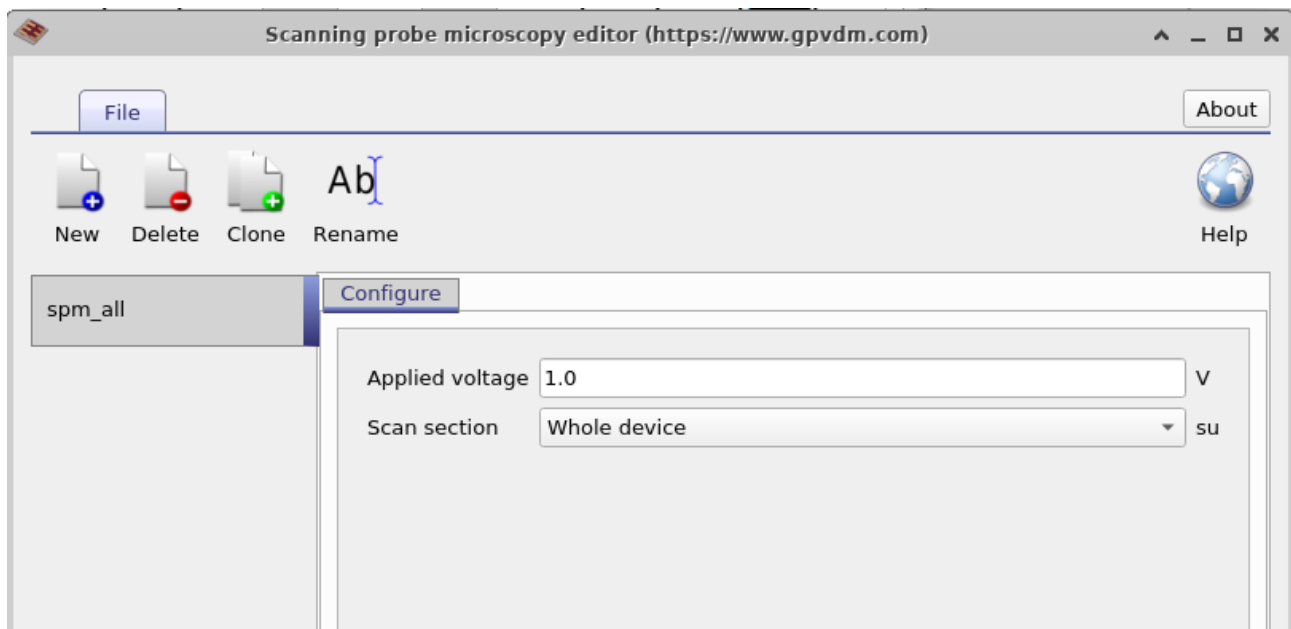 Scanning probe microscopy editor (https://www.gpvdm.com)
File
About
Ab
New Delete Clone Rename
Help
spm_all
Configure
Applied voltage 1.0 V
Scan section Whole device su